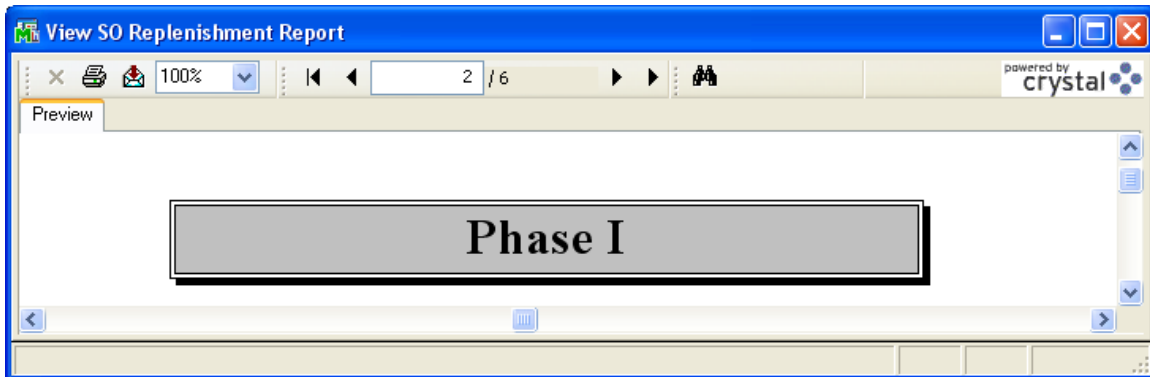 View SO Replenishment Report
100% 2 / 6 powered by crystal
Preview
Phase I